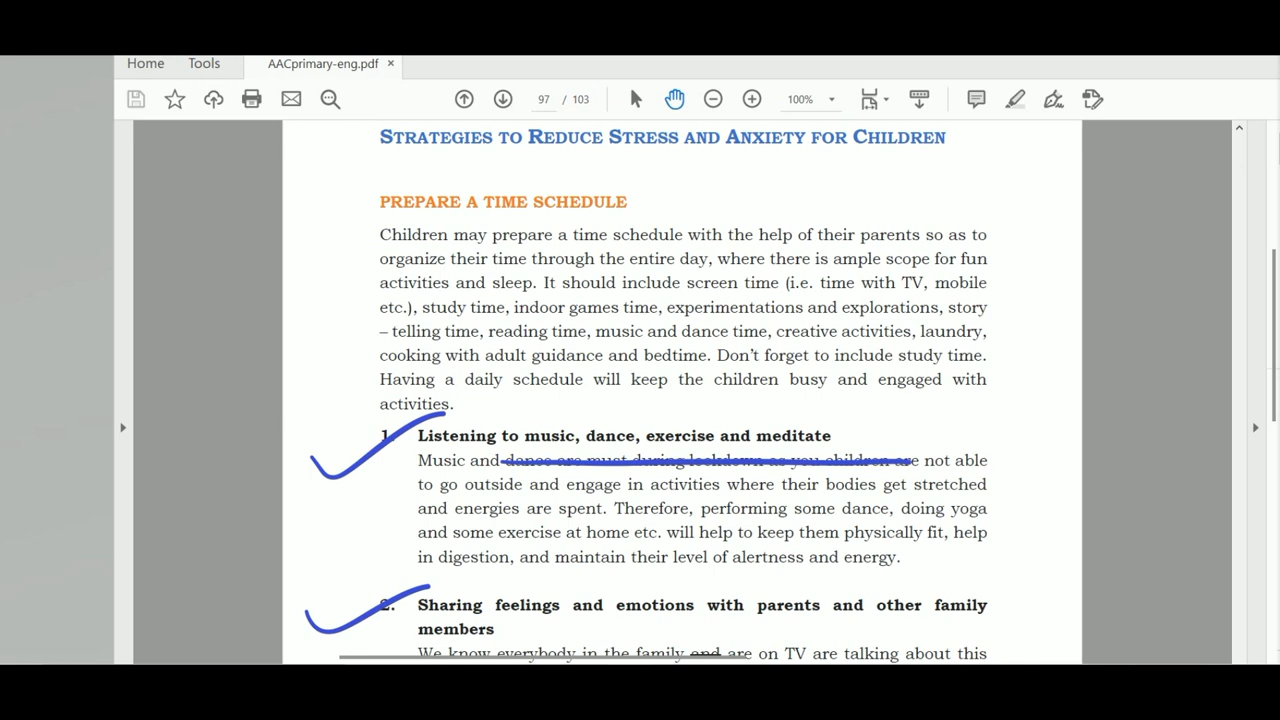 Home Tools AACprimary-eng.pdf ×
97 / 103 100%
STRATEGIES TO REDUCE STRESS AND ANXIETY FOR CHILDREN
PREPARE A TIME SCHEDULE
Children may prepare a time schedule with the help of their parents so as to
organize their time through the entire day, where there is ample scope for fun
activities and sleep. It should include screen time (i.e. time with TV, mobile
etc.), study time, indoor games time, experimentations and explorations, story
– telling time, reading time, music and dance time, creative activities, laundry,
cooking with adult guidance and bedtime. Don't forget to include study time.
Having a daily schedule will keep the children busy and engaged with
activities.
1. Listening to music, dance, exercise and meditate
Music and dance are must during lockdown as you children are not able
to go outside and engage in activities where their bodies get stretched
and energies are spent. Therefore, performing some dance, doing yoga
and some exercise at home etc. will help to keep them physically fit, help
in digestion, and maintain their level of alertness and energy.
2. Sharing feelings and emotions with parents and other family
members
We know everybody in the family and are on TV are talking about this